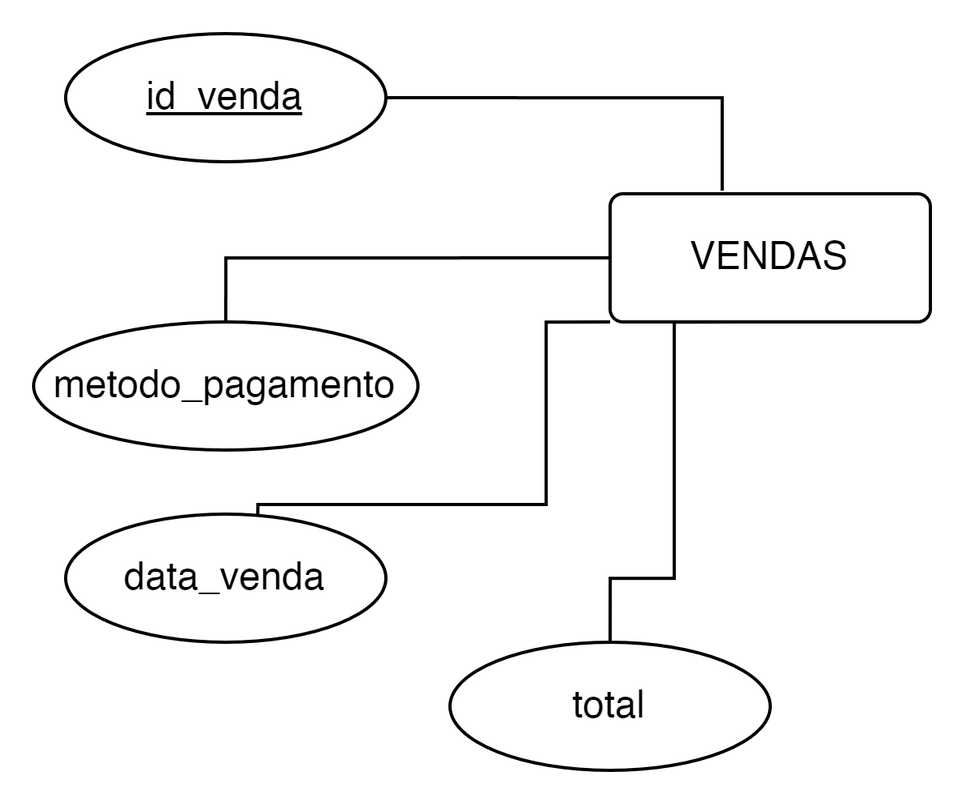 id_venda
VENDAS
metodo_pagamento
data_venda
total